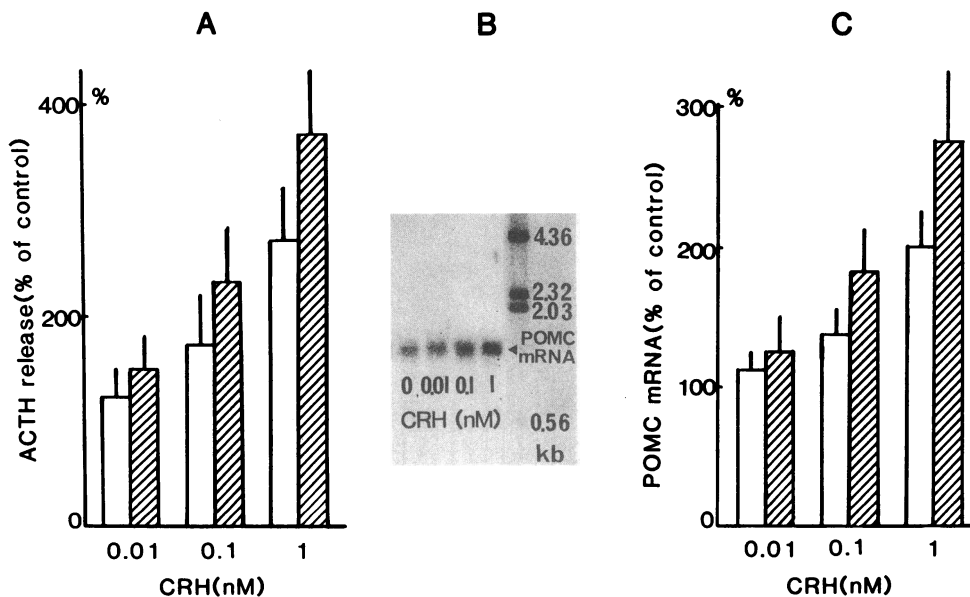 A
B
C
%
400
200
0
ACTH release(% of control)
0.01 0.1 1
CRH(nM)
4.36
2.32
2.03
POMC
mRNA
0 0.01 0.1 1
CRH (nM)
0.56
kb
%
300
200
100
0
POMC mRNA(% of control)
0.01 0.1 1
CRH(nM)